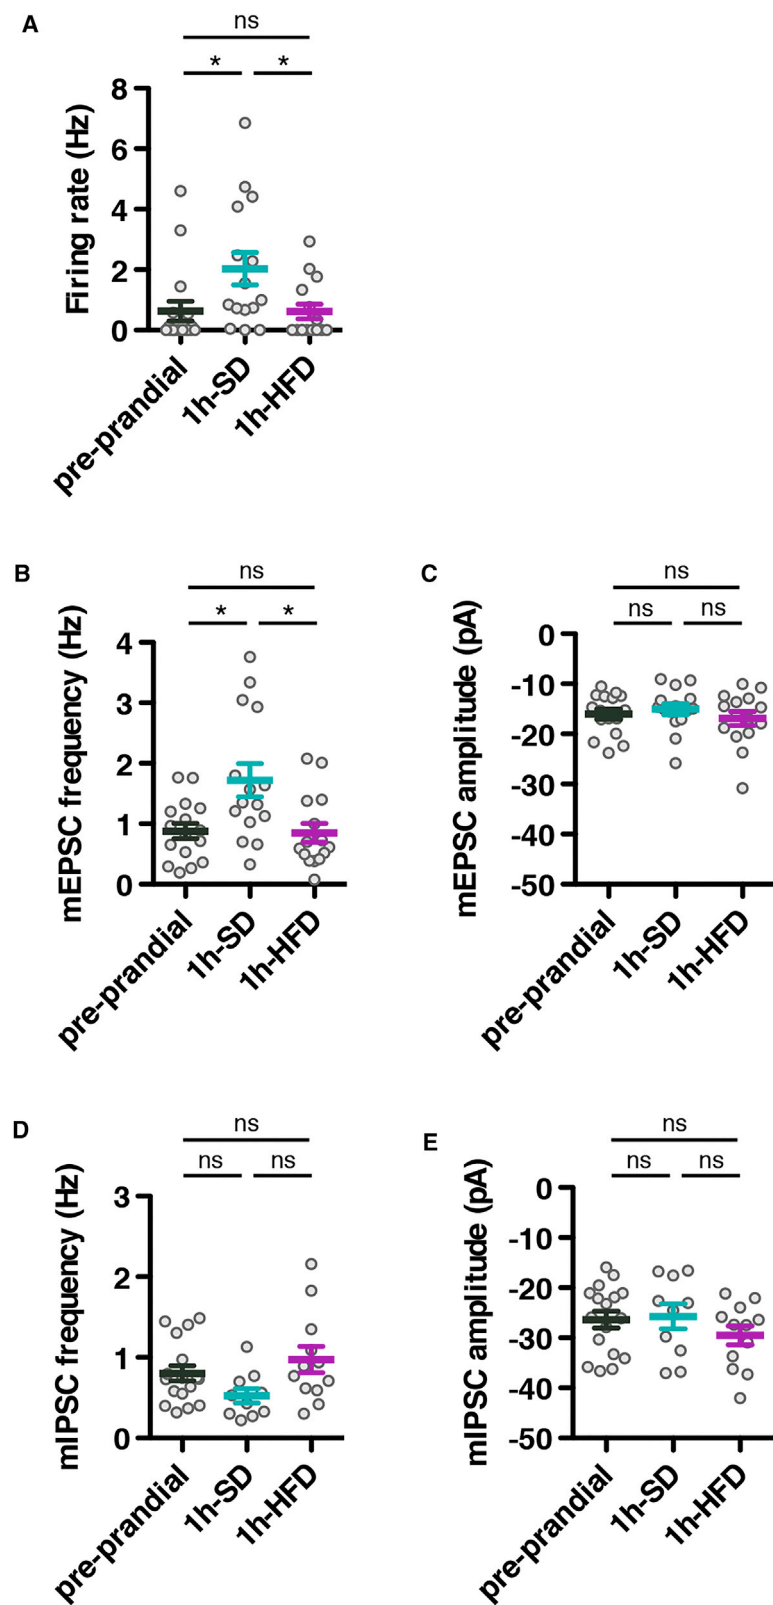 A
ns
* *
Firing rate (Hz)
8
6
4
2
0
pre-prandial
1h-SD
1h-HFD
B
ns
* *
mEPSC frequency (Hz)
4
3
2
1
0
pre-prandial
1h-SD
1h-HFD
C
ns
ns ns
mEPSC amplitude (pA)
0
-10
-20
-30
-40
-50
pre-prandial
1h-SD
1h-HFD
D
ns
ns ns
mIPSC frequency (Hz)
3
2
1
0
pre-prandial
1h-SD
1h-HFD
E
ns
ns ns
mIPSC amplitude (pA)
0
-10
-20
-30
-40
-50
pre-prandial
1h-SD
1h-HFD